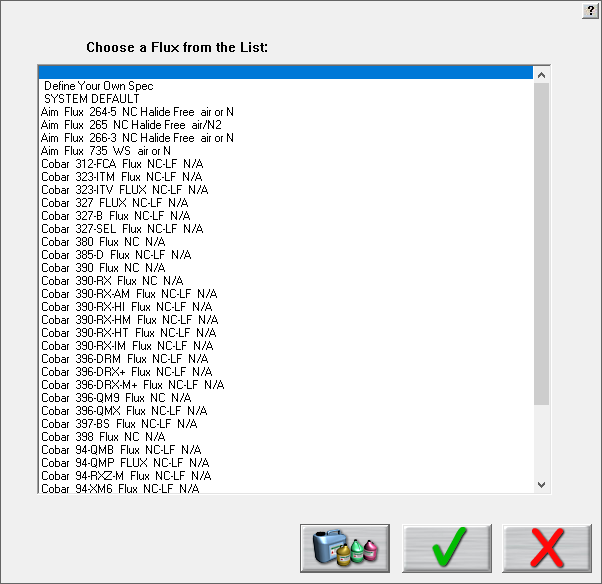 ?
Choose a Flux from the List:
Define Your Own Spec
SYSTEM DEFAULT
Aim Flux 264-5 NC Halide Free air or N
Aim Flux 265 NC Halide Free air/N2
Aim Flux 266-3 NC Halide Free air or N
Aim Flux 735 WS air or N
Cobar 312-FCA Flux NC-LF N/A
Cobar 323-ITM Flux NC-LF N/A
Cobar 323-ITV FLUX NC-LF N/A
Cobar 327 FLUX NC-LF N/A
Cobar 327-B Flux NC-LF N/A
Cobar 327-SEL Flux NC-LF N/A
Cobar 380 Flux NC N/A
Cobar 385-D Flux NC-LF N/A
Cobar 390 Flux NC N/A
Cobar 390-RX Flux NC N/A
Cobar 390-RX-AM Flux NC-LF N/A
Cobar 390-RX-HI Flux NC-LF N/A
Cobar 390-RX-HM Flux NC-LF N/A
Cobar 390-RX-HT Flux NC-LF N/A
Cobar 390-RX-IM Flux NC-LF N/A
Cobar 396-DRM Flux NC-LF N/A
Cobar 396-DRX+ Flux NC-LF N/A
Cobar 396-DRX-M+ Flux NC-LF N/A
Cobar 396-QM9 Flux NC N/A
Cobar 396-QMX Flux NC-LF N/A
Cobar 397-BS Flux NC-LF N/A
Cobar 398 Flux NC N/A
Cobar 94-QMB Flux NC-LF N/A
Cobar 94-QMP FLUX NC-LF N/A
Cobar 94-RXZ-M Flux NC-LF N/A
Cobar 94-XM6 Flux NC-LF N/A